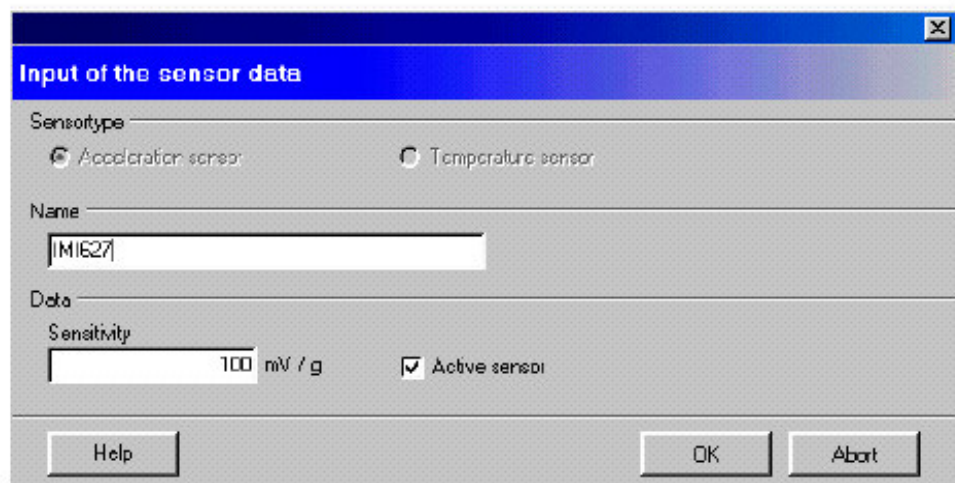 Input of the sensor data
Sensortype
Acceleration sensor
Temperature sensor
Name
IMI627
Data
Sensitivity
100 mV / g
Active sensor
Help
OK
Abort